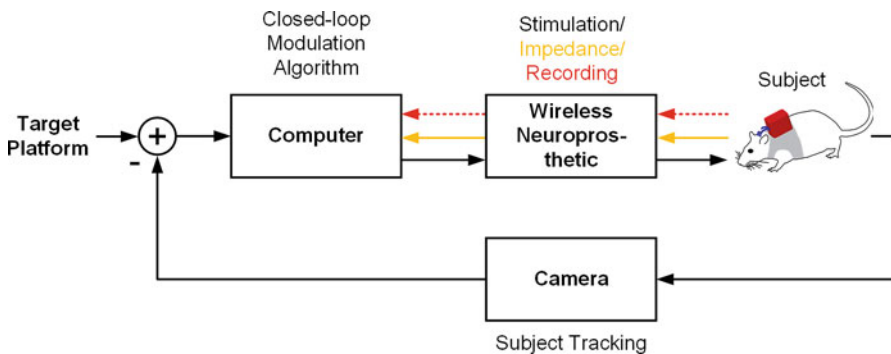 Closed-loop
Modulation
Algorithm
Stimulation/
Impedance/
Recording
Subject
Target
Platform
+
-
Computer
Wireless
Neuropros-
thetic
Camera
Subject Tracking